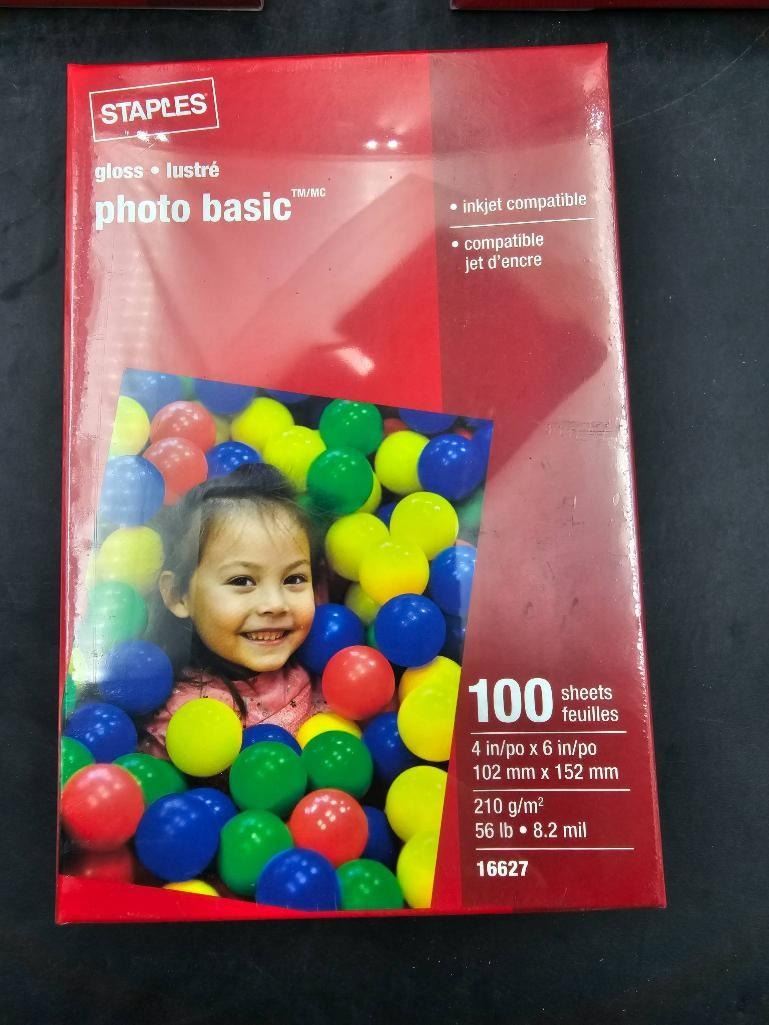 STAPLES®
gloss • lustré
photo basic™/MC
• inkjet compatible
• compatible
jet d'encre
100 sheets
feuilles
4 in/po x 6 in/po
102 mm x 152 mm
210 g/m²
56 lb • 8.2 mil
16627